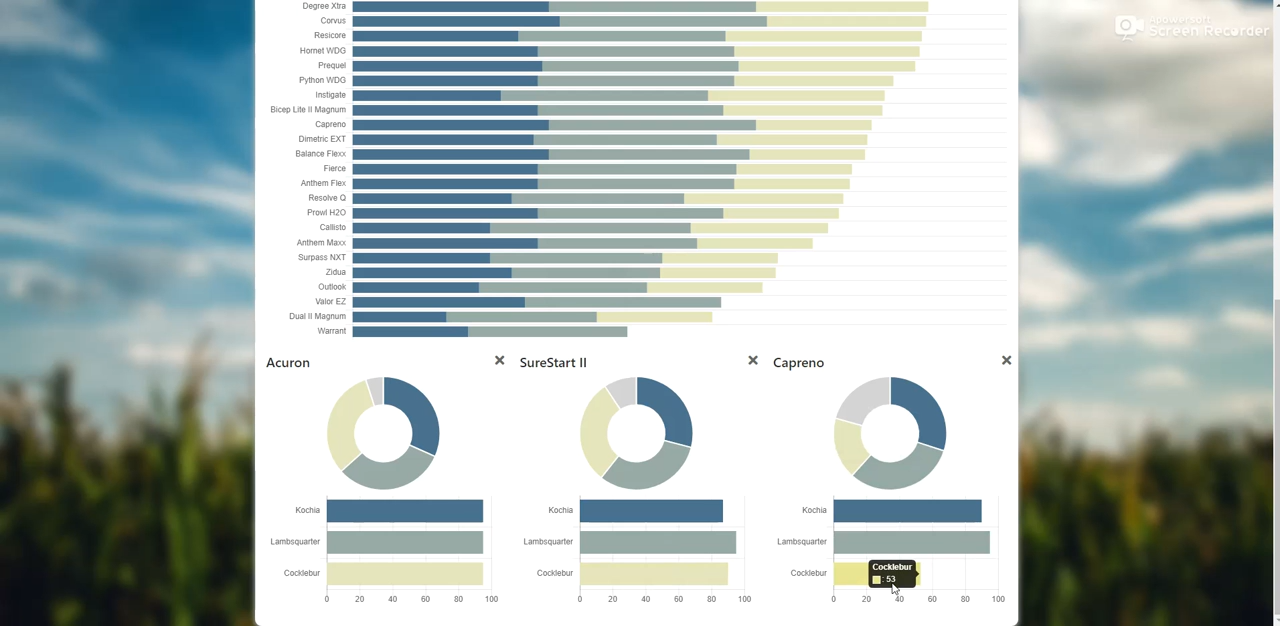 Apowersoft
Screen Recorder
Degree Xtra
Corvus
Resicore
Hornet WDG
Prequel
Python WDG
Instigate
Bicep Lite II Magnum
Capreno
Dimetric EXT
Balance Flexx
Fierce
Anthem Flex
Resolve Q
Prowl H2O
Callisto
Anthem Maxx
Surpass NXT
Zidua
Outlook
Valor EZ
Dual II Magnum
Warrant
Acuron
SureStart II
Capreno
Kochia
Lambsquarter
Cocklebur
0 20 40 60 80 100
Kochia
Lambsquarter
Cocklebur
0 20 40 60 80 100
Kochia
Lambsquarter
Cocklebur
Cocklebur
: 53
0 20 40 60 80 100